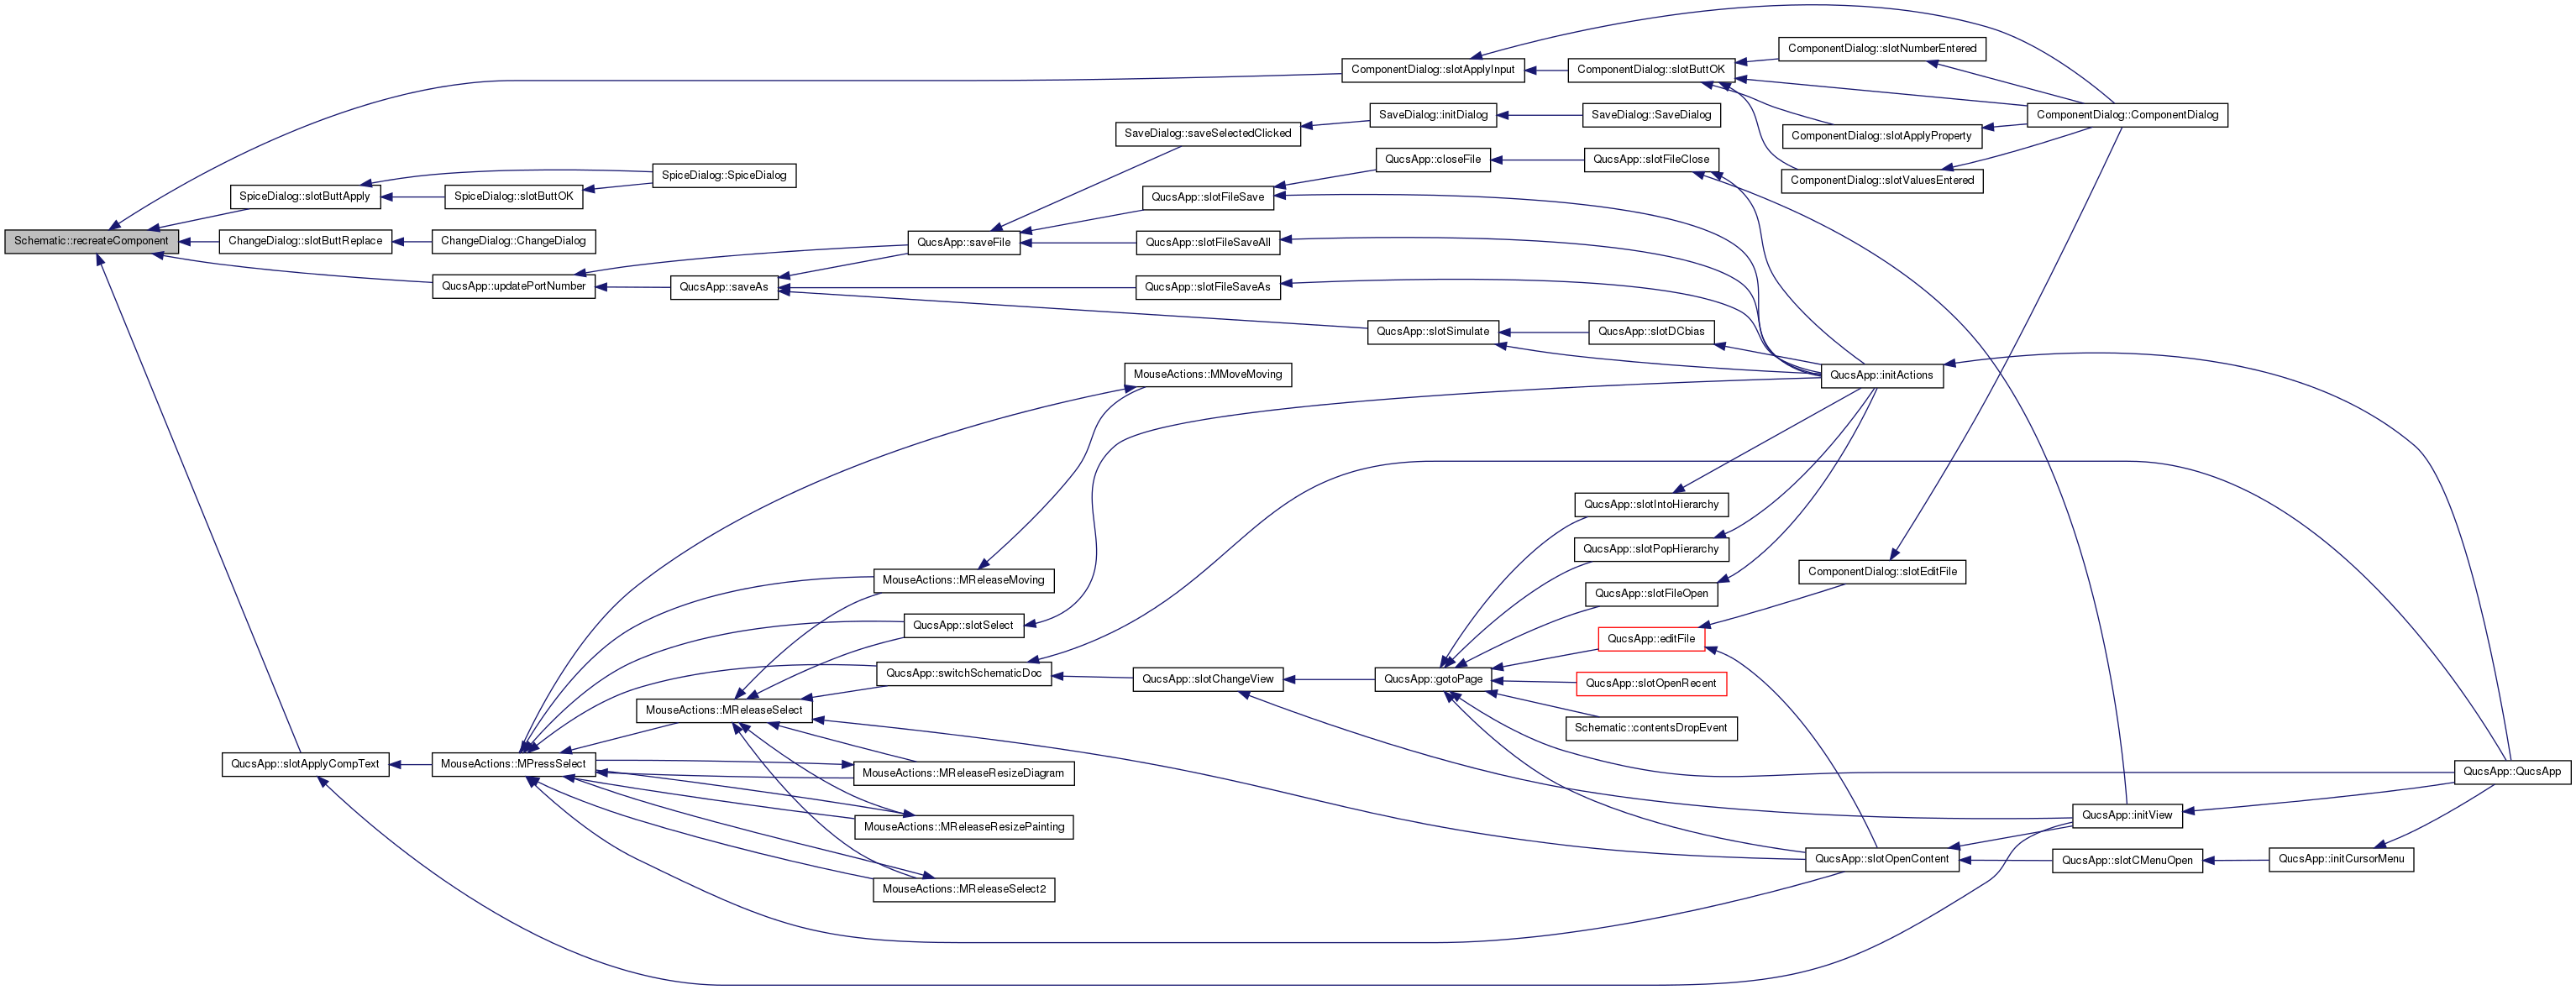 Schematic::recreateComponent
ComponentDialog::slotApplyInput
ComponentDialog::slotButtOK
ComponentDialog::slotNumberEntered
ComponentDialog::ComponentDialog
ComponentDialog::slotApplyProperty
ComponentDialog::slotValuesEntered
SpiceDialog::slotButtApply
SpiceDialog::slotButtOK
SpiceDialog::SpiceDialog
ChangeDialog::slotButtReplace
ChangeDialog::ChangeDialog
QucsApp::updatePortNumber
QucsApp::saveAs
QucsApp::saveFile
SaveDialog::saveSelectedClicked
SaveDialog::initDialog
SaveDialog::SaveDialog
QucsApp::slotFileSave
QucsApp::closeFile
QucsApp::slotFileClose
QucsApp::slotFileSaveAll
QucsApp::slotFileSaveAs
QucsApp::slotSimulate
QucsApp::slotDCbias
QucsApp::initActions
MouseActions::MMoveMoving
QucsApp::slotIntoHierarchy
QucsApp::slotPopHierarchy
QucsApp::slotFileOpen
ComponentDialog::slotEditFile
QucsApp::editFile
QucsApp::slotOpenRecent
Schematic::contentsDropEvent
MouseActions::MReleaseMoving
QucsApp::slotSelect
QucsApp::switchSchematicDoc
QucsApp::slotChangeView
QucsApp::gotoPage
MouseActions::MReleaseSelect
QucsApp::slotApplyCompText
MouseActions::MPressSelect
MouseActions::MReleaseResizeDiagram
MouseActions::MReleaseResizePainting
MouseActions::MReleaseSelect2
QucsApp::QucsApp
QucsApp::initView
QucsApp::slotOpenContent
QucsApp::slotCMenuOpen
QucsApp::initCursorMenu